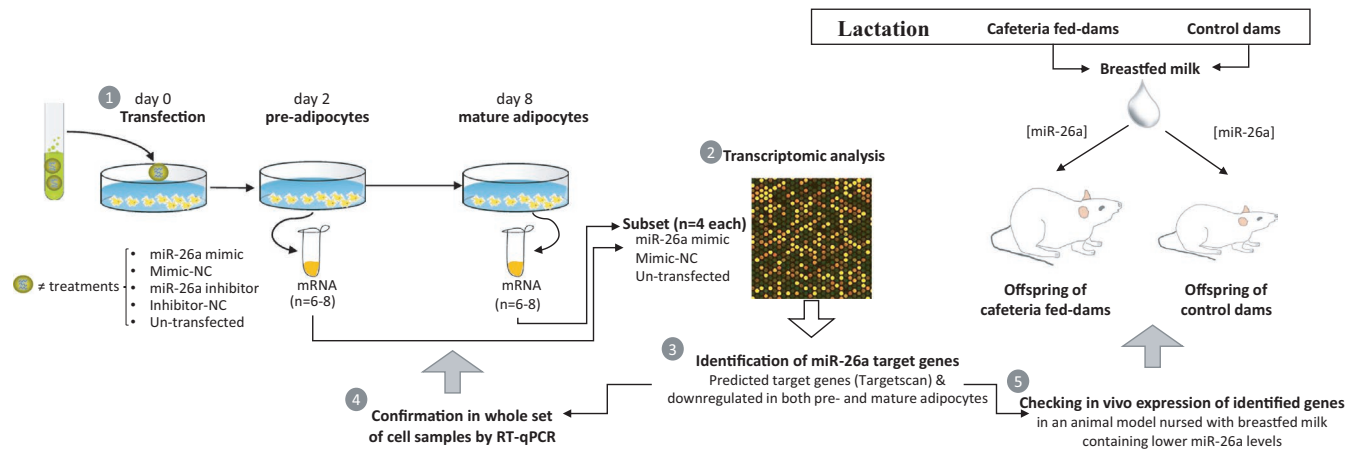 Lactation
Cafeteria fed-dams
Control dams
Breastfed milk
[miR-26a]
[miR-26a]
Offspring of
cafeteria fed-dams
Offspring of
control dams
1
day 0
Transfection
day 2
pre-adipocytes
day 8
mature adipocytes
≠ treatments
• miR-26a mimic
• Mimic-NC
• miR-26a inhibitor
• Inhibitor-NC
• Un-transfected
mRNA
(n=6-8)
mRNA
(n=6-8)
2 Transcriptomic analysis
Subset (n=4 each)
miR-26a mimic
Mimic-NC
Un-transfected
3
Identification of miR-26a target genes
Predicted target genes (Targetscan) &
downregulated in both pre- and mature adipocytes
4
Confirmation in whole set
of cell samples by RT-qPCR
5
Checking in vivo expression of identified genes
in an animal model nursed with breastfed milk
containing lower miR-26a levels